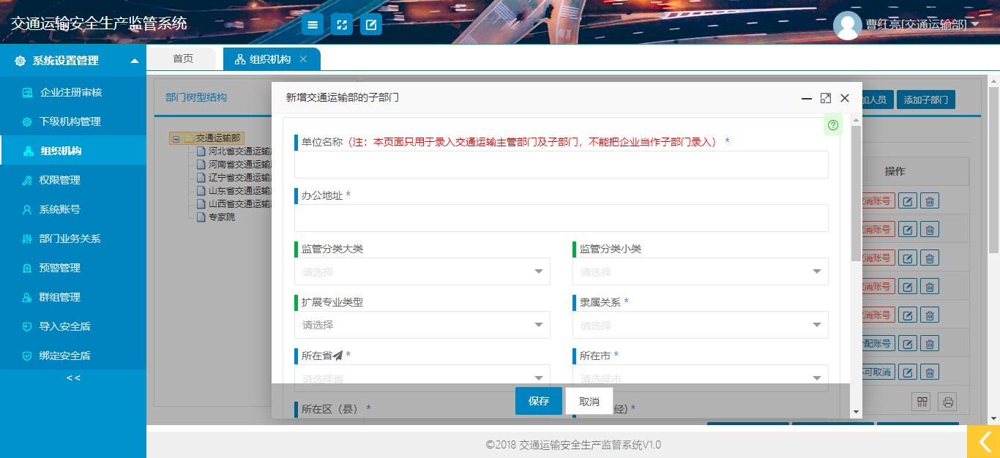 交通运输安全生产监管系统
曹红亮[交通运输部]
系统设置管理
企业注册审核
下级机构管理
组织机构
权限管理
系统账号
部门业务关系
预警管理
群组管理
导入安全盾
绑定安全盾
<<
首页
组织机构
部门树型结构
加人员
添加子部门
交通运输部
河北省交通运输
河南省交通运输
辽宁省交通运输
山东省交通运输
山西省交通运输
专家院
操作
消账号
消账号
消账号
消账号
消账号
配账号
可取消
新增交通运输部的子部门
单位名称（注：本页面只用于录入交通运输主管部门及子部门，不能把企业当作子部门录入） *
办公地址 *
监管分类大类
监管分类小类
请选择
请选择
扩展专业类型
隶属关系 *
请选择
请选择
所在省 *
所在市 *
请选择省
请选择市
所在区（县） *
经) *
保存
取消
©2018 交通运输安全生产监管系统V1.0